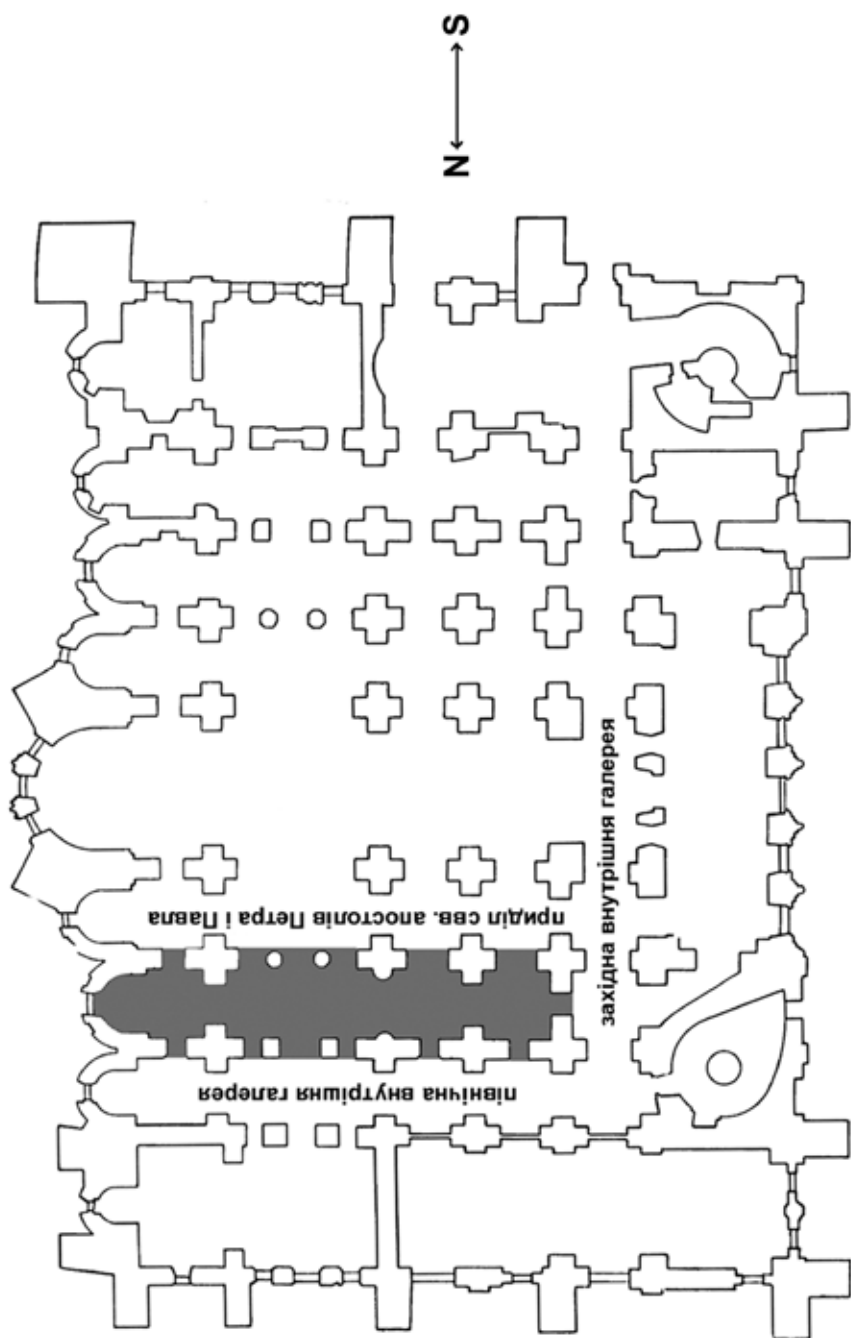 N
S
приділ свв. апостолів Петра і Павла
північна внутрішня галерея
західна внутрішня галерея